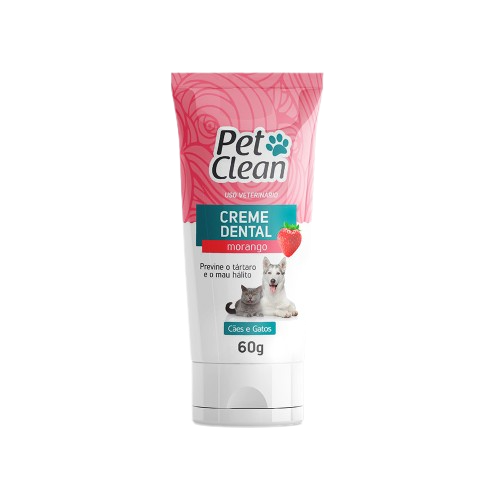 Pet
Clean
USO VETERINÁRIO
CREME
DENTAL
morango
Previne o tártaro
e o mau hálito
Cães e Gatos
60g